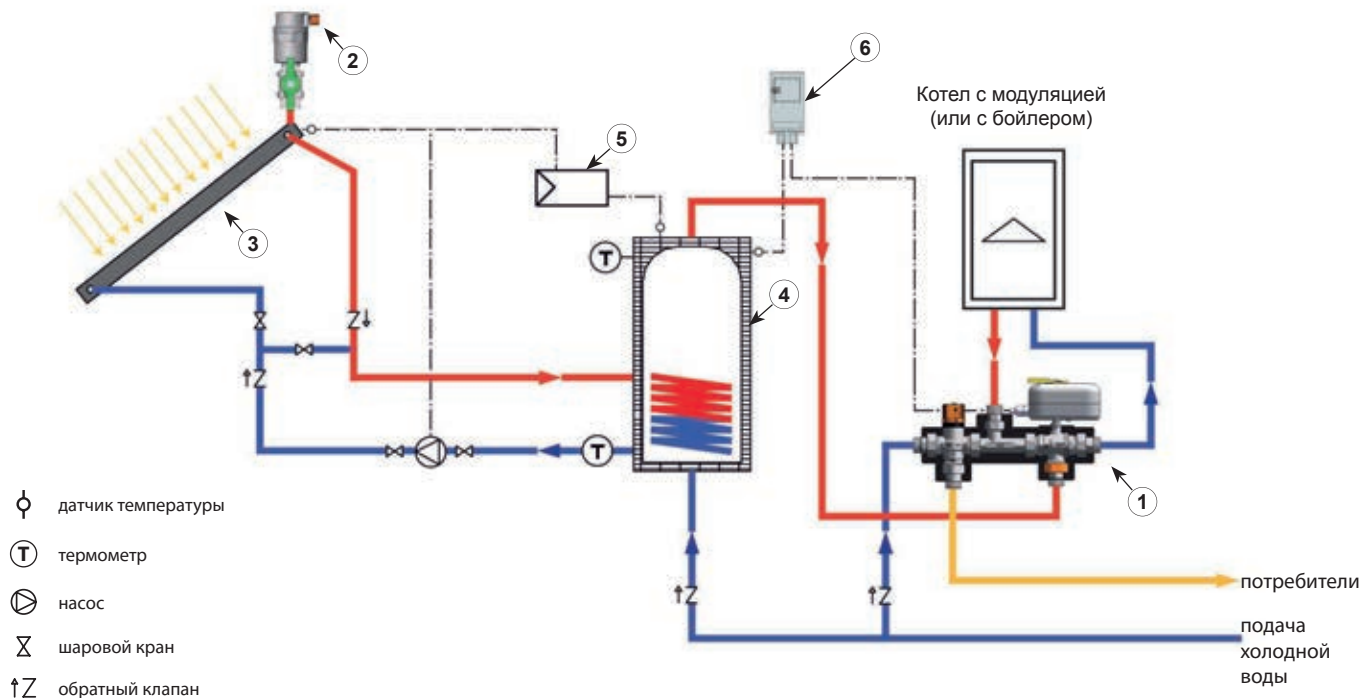 2
6
Котел с модуляцией
(или с бойлером)
5
3
T
4
T
1
датчик температуры
T термометр
насос
шаровой кран
обратный клапан
потребители
подача
холодной
воды